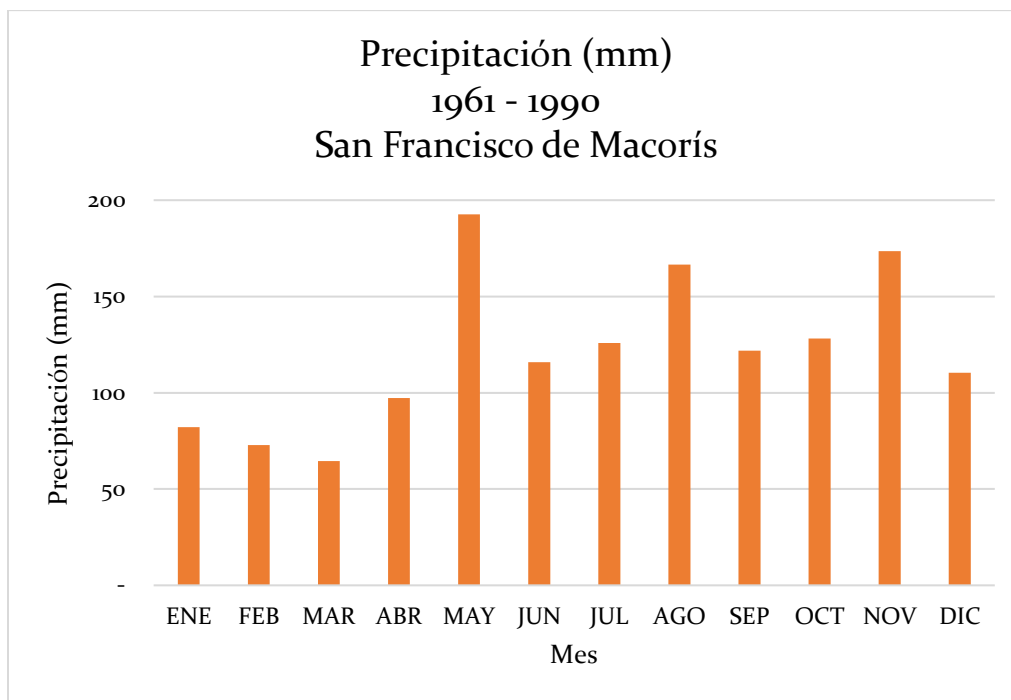 Precipitación (mm)
1961 - 1990
San Francisco de Macorís
200
150
100
50
-
Precipitación (mm)
ENE FEB MAR ABR MAY JUN JUL AGO SEP OCT NOV DIC
Mes